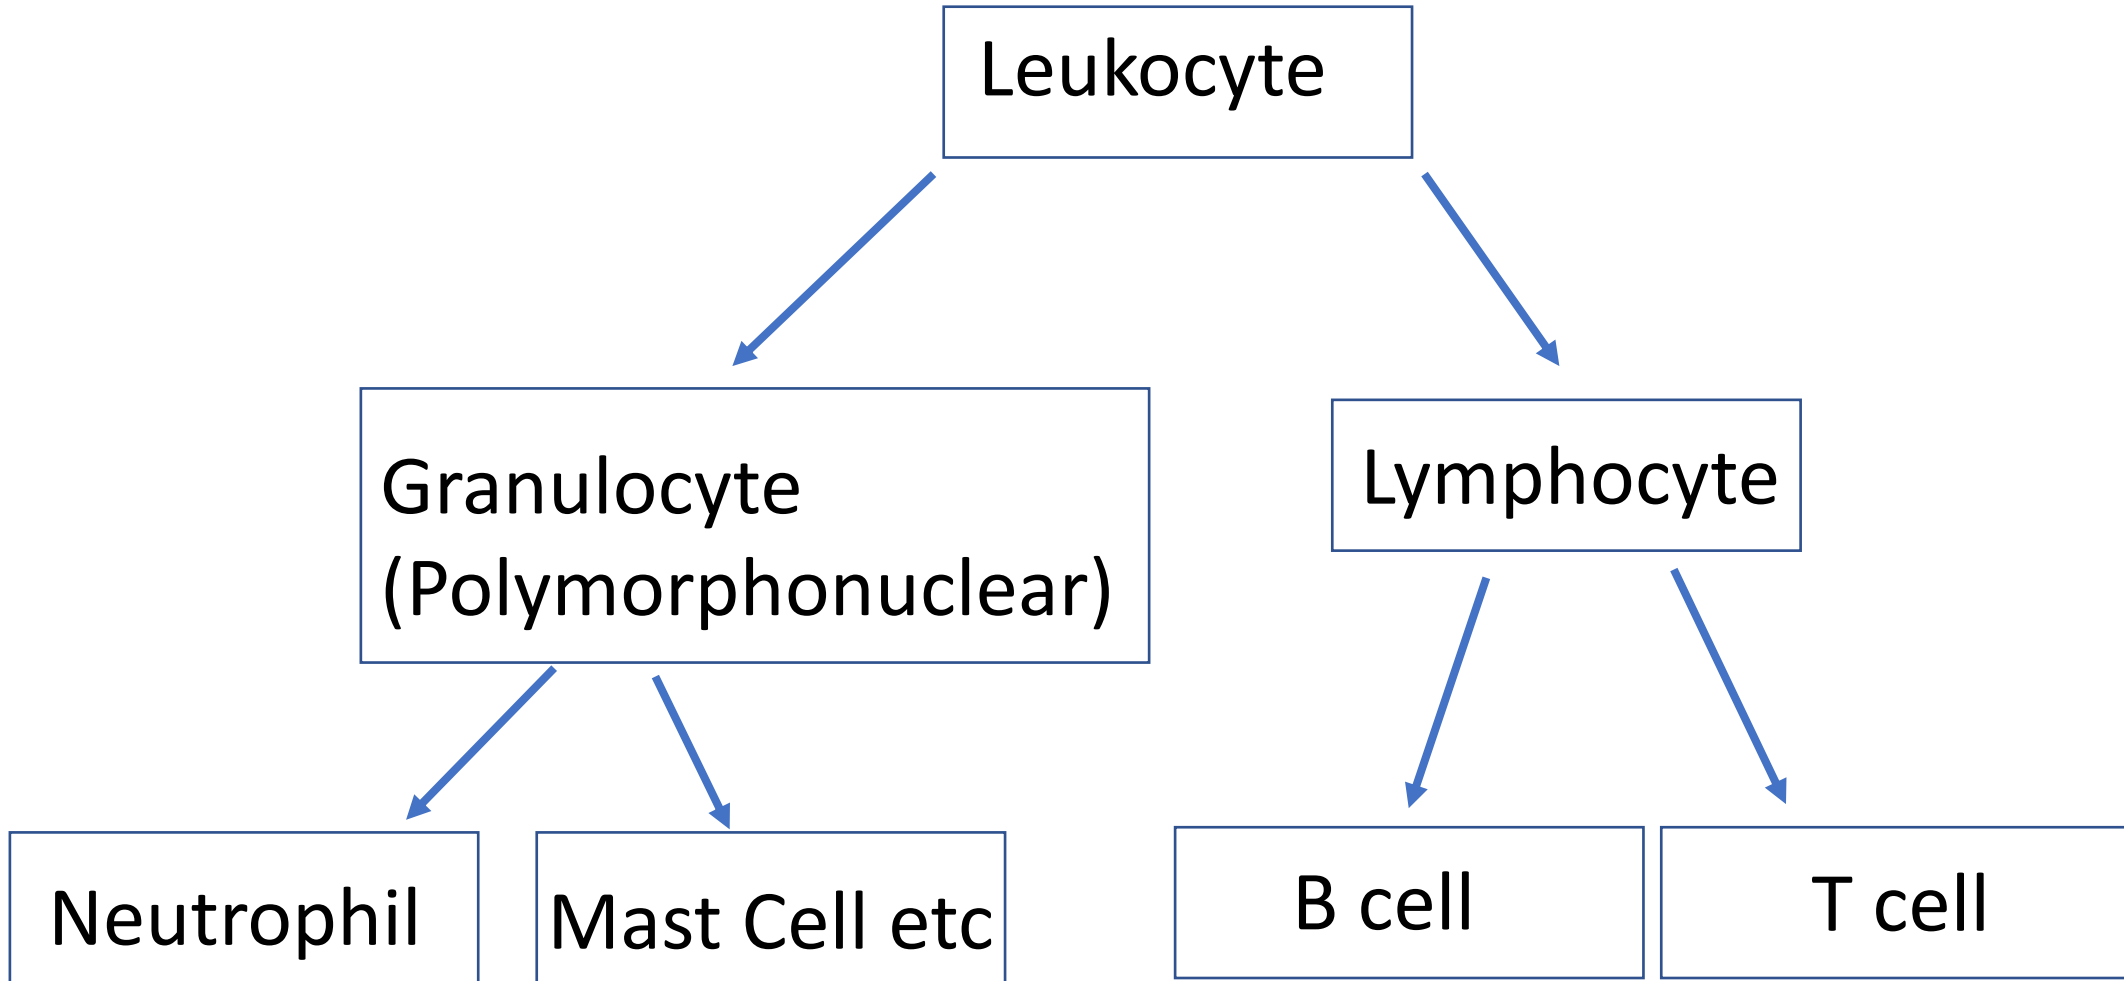 Leukocyte
Granulocyte
(Polymorphonuclear)
Lymphocyte
Neutrophil
Mast Cell etc
B cell
T cell